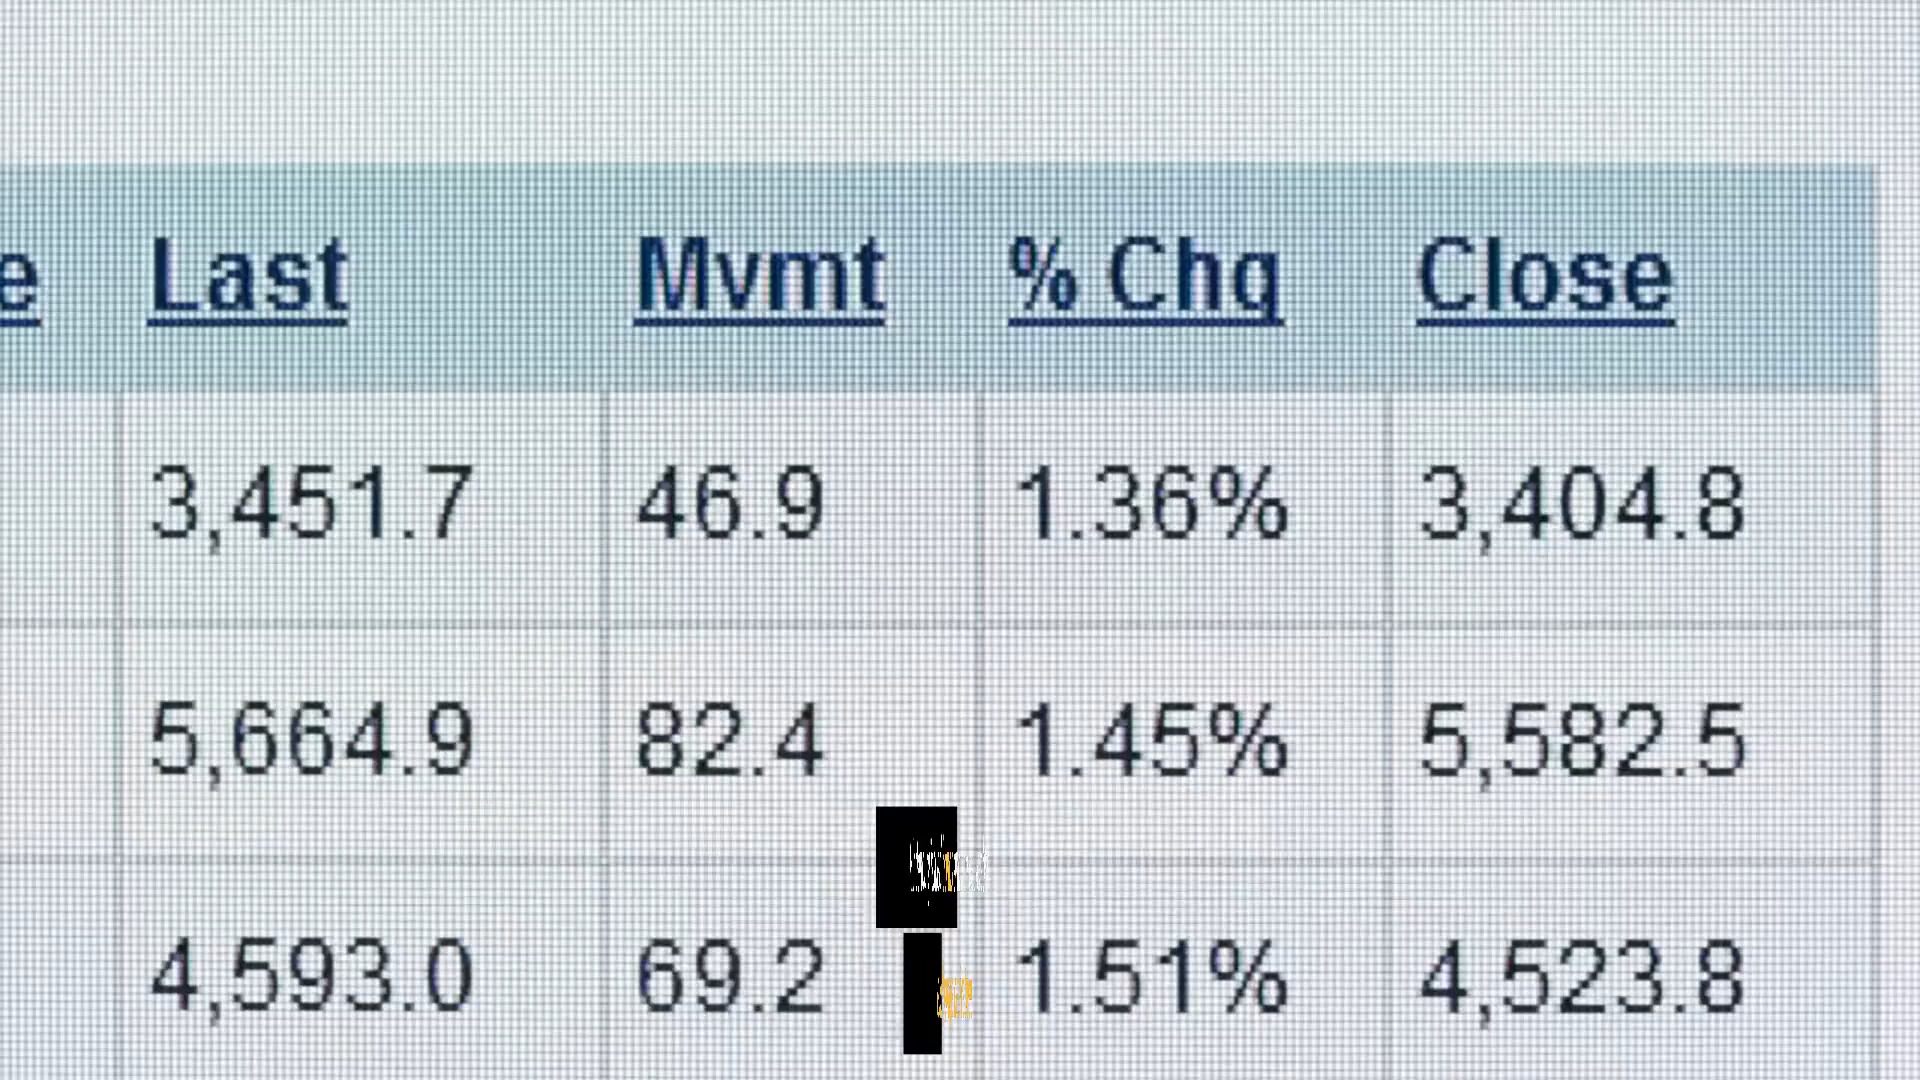 e Last Mvmt % Chg Close
3,451.7 46.9 1.36% 3,404.8
5,664.9 82.4 1.45% 5,582.5
4,593.0 69.2 1.51% 4,523.8